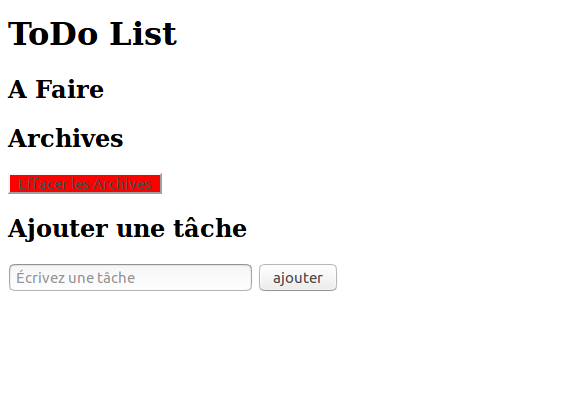 ToDo List
A Faire
Archives
Effacer les Archives
Ajouter une tâche
Écrivez une tâche ajouter